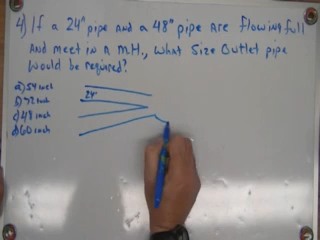 4) If a 24" pipe and a 48" pipe are flowing full
and meet in a M.H., what size outlet pipe
would be required?
a) 54 inch
b) 72 inch
c) 48 inch
d) 60 inch
24"